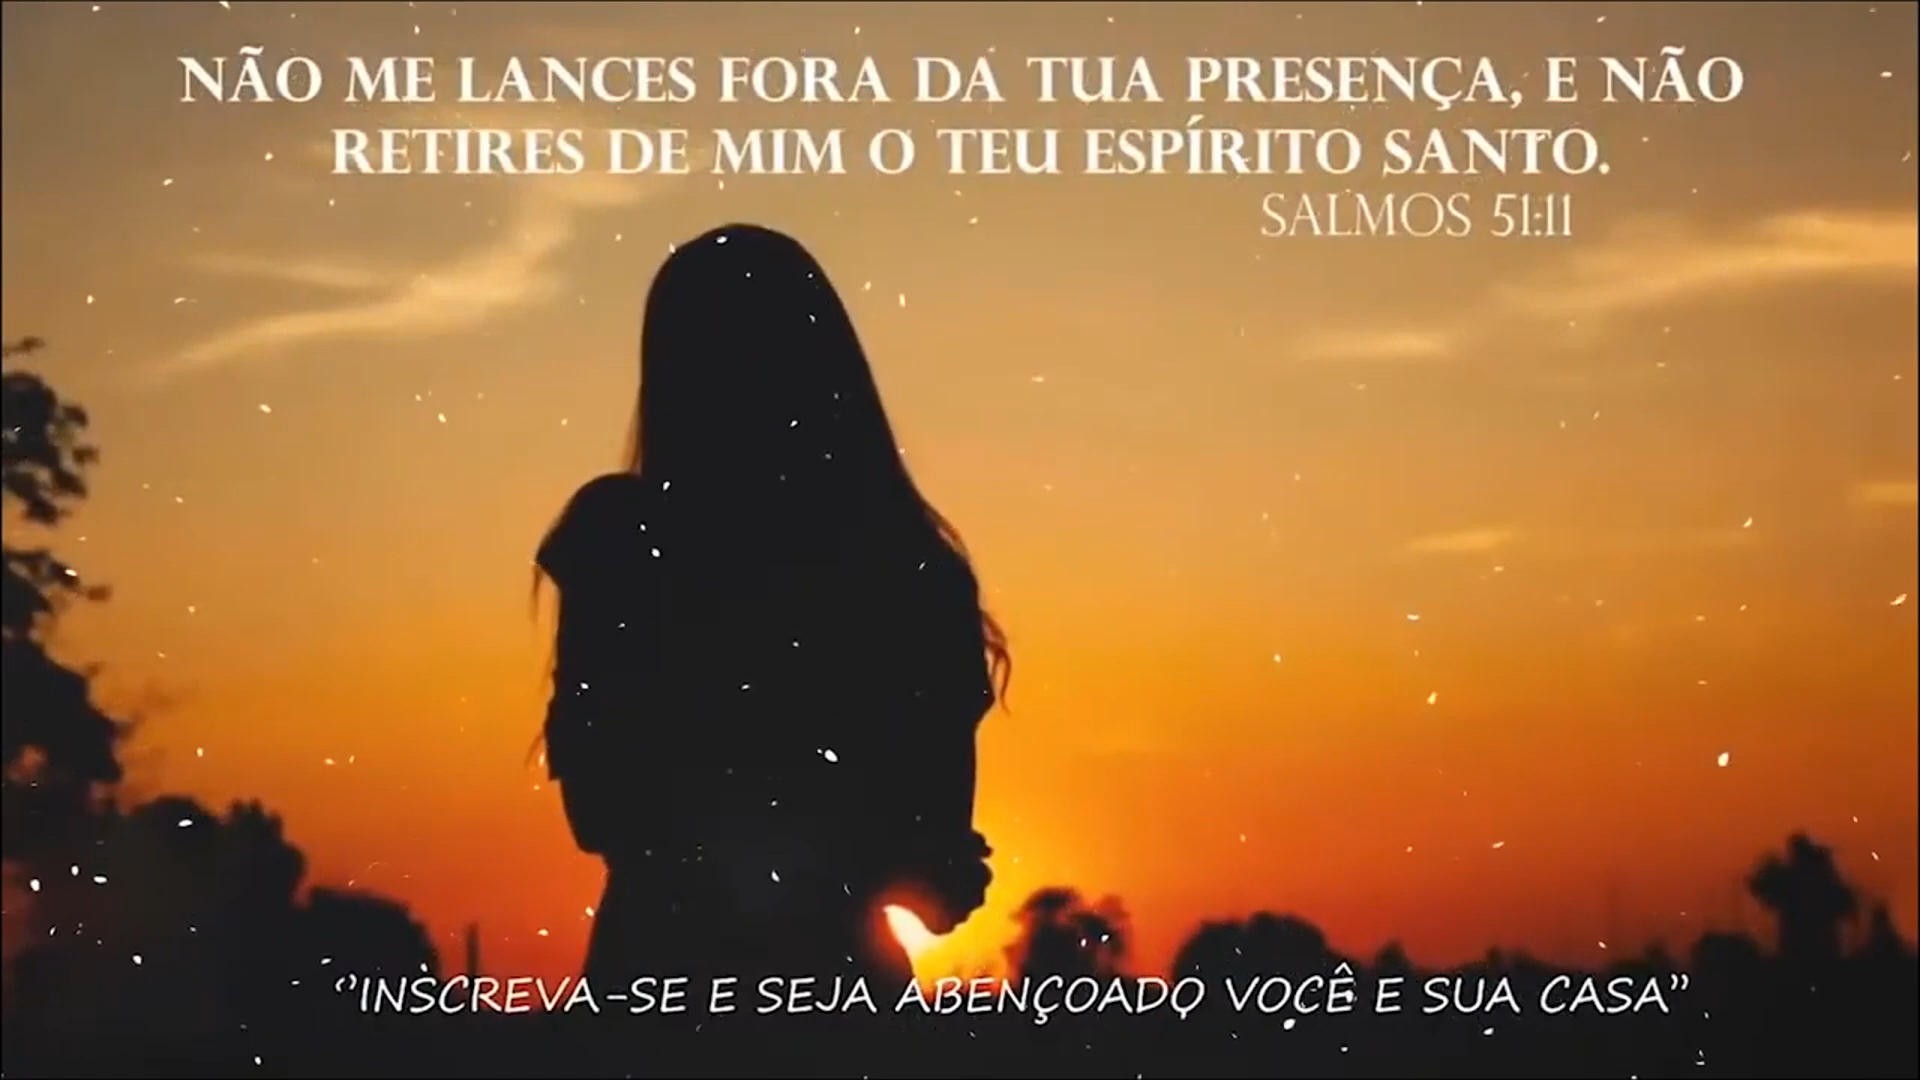 NÃO ME LANCES FORA DA TUA PRESENÇA, E NÃO
RETIRES DE MIM O TEU ESPÍRITO SANTO.
SALMOS 51:11
“INSCREVA-SE E SEJA ABENÇOADO VOCÊ E SUA CASA”